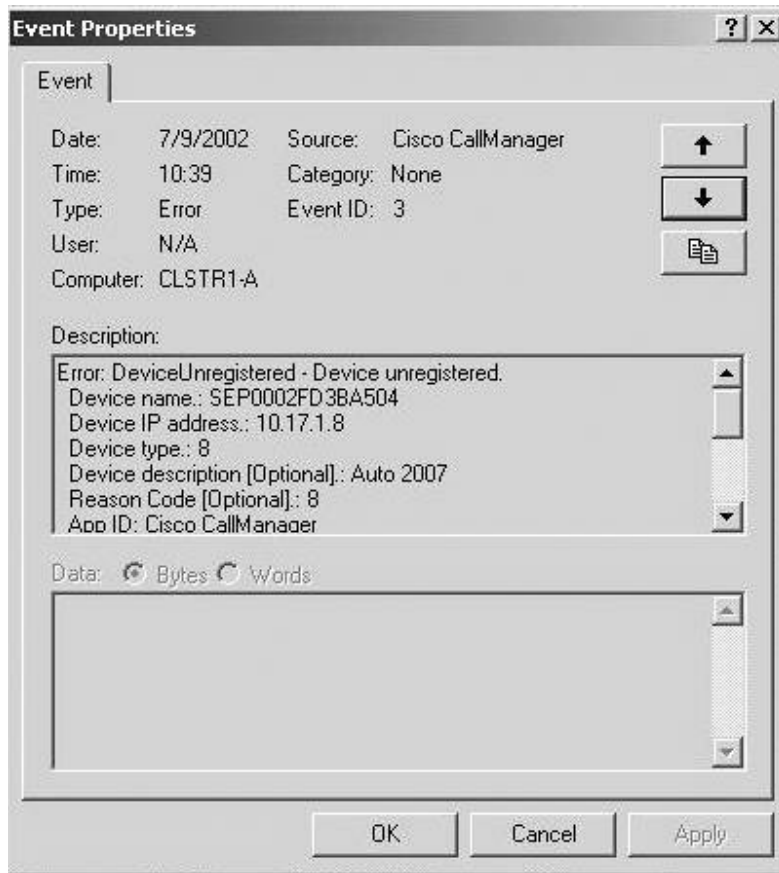 Event Properties
Event
Date: 7/9/2002 Source: Cisco CallManager
Time: 10:39 Category: None
Type: Error Event ID: 3
User: N/A
Computer: CLSTR1-A
Description:
Error: DeviceUnregistered - Device unregistered.
Device name.: SEP0002FD3BA504
Device IP address.: 10.17.1.8
Device type.: 8
Device description [Optional].: Auto 2007
Reason Code [Optional].: 8
App ID: Cisco CallManager
Data: Bytes Words
OK Cancel Apply